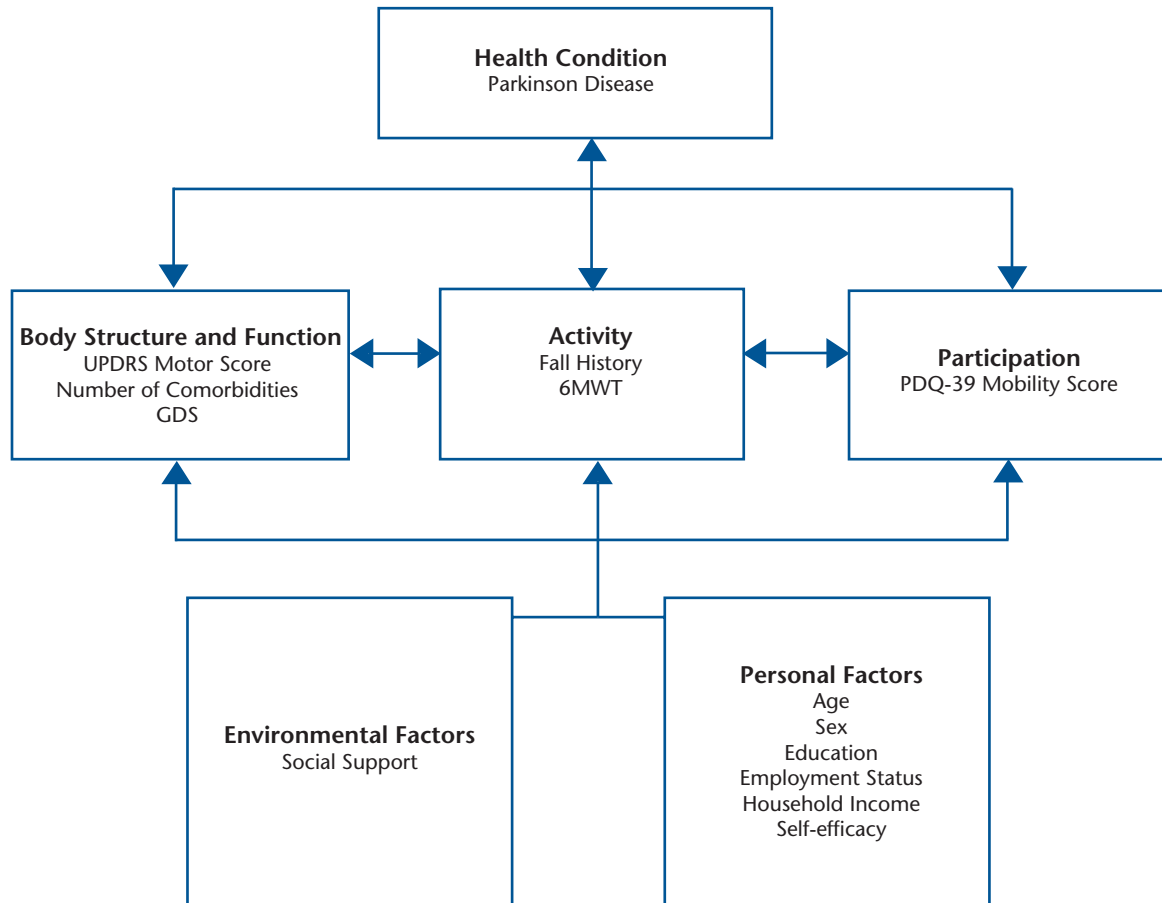 Health Condition
Parkinson Disease
Body Structure and Function
UPDRS Motor Score
Number of Comorbidities
GDS
Activity
Fall History
6MWT
Participation
PDQ-39 Mobility Score
Environmental Factors
Social Support
Personal Factors
Age
Sex
Education
Employment Status
Household Income
Self-efficacy